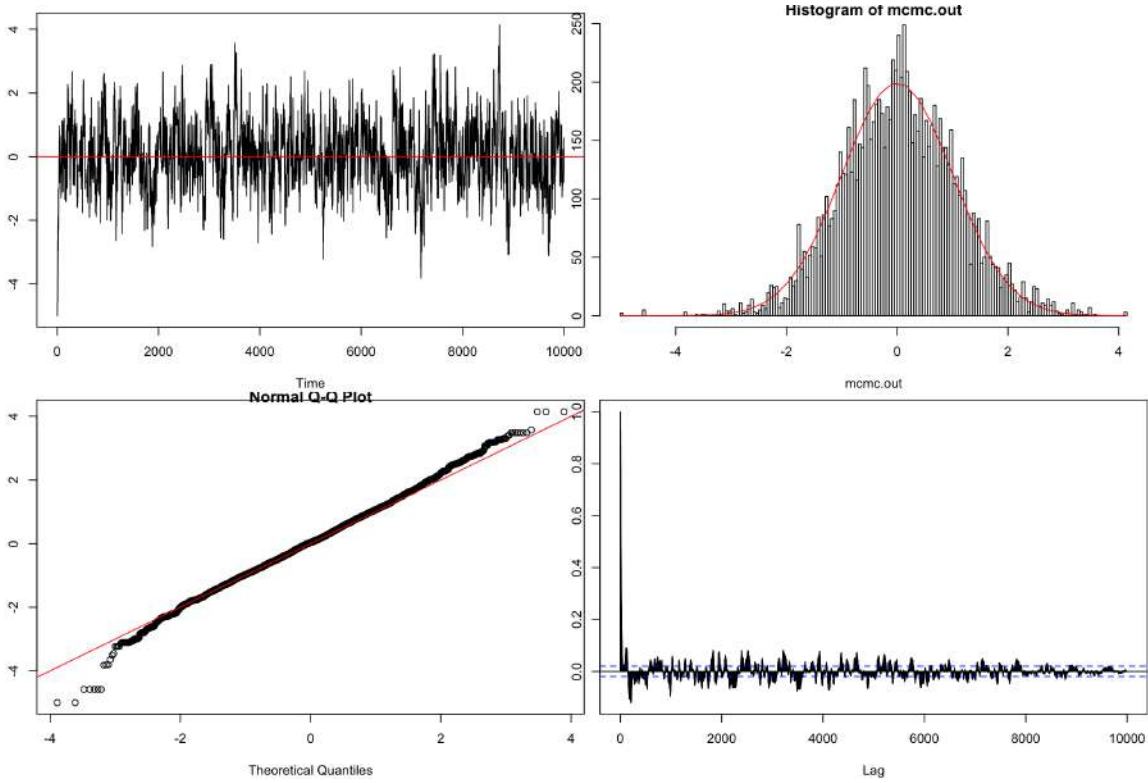 Histogram of mcmc.out
4
2
0
-2
-4
0 2000 4000 6000 8000 10000
Time
250
200
150
100
50
0
-4 -2 0 2 4
mcmc.out
Normal Q-Q Plot
4
2
0
-2
-4
-4 -2 0 2 4
Theoretical Quantiles
1.0
0.8
0.6
0.4
0.2
0.0
0 2000 4000 6000 8000 10000
Lag